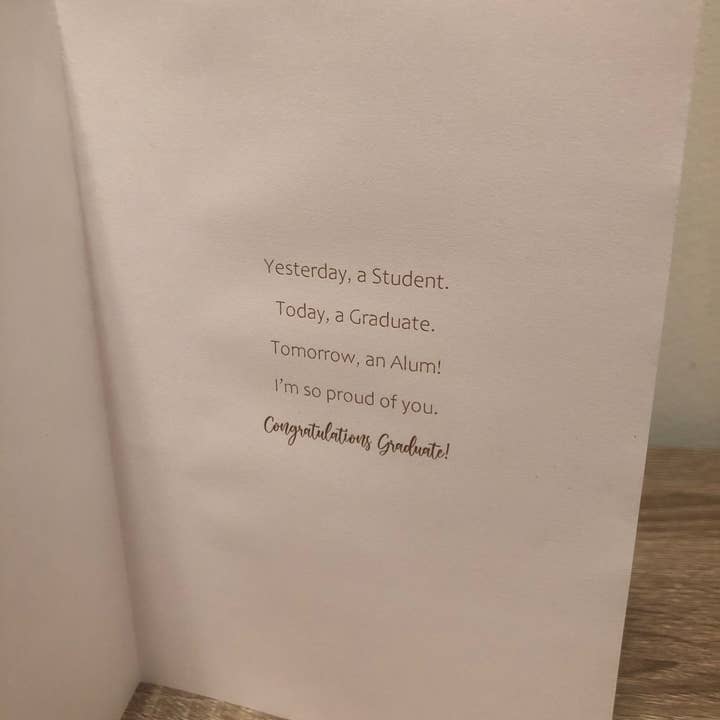 Yesterday, a Student.
Today, a Graduate.
Tomorrow, an Alum!
I'm so proud of you.
Congratulations Graduate!